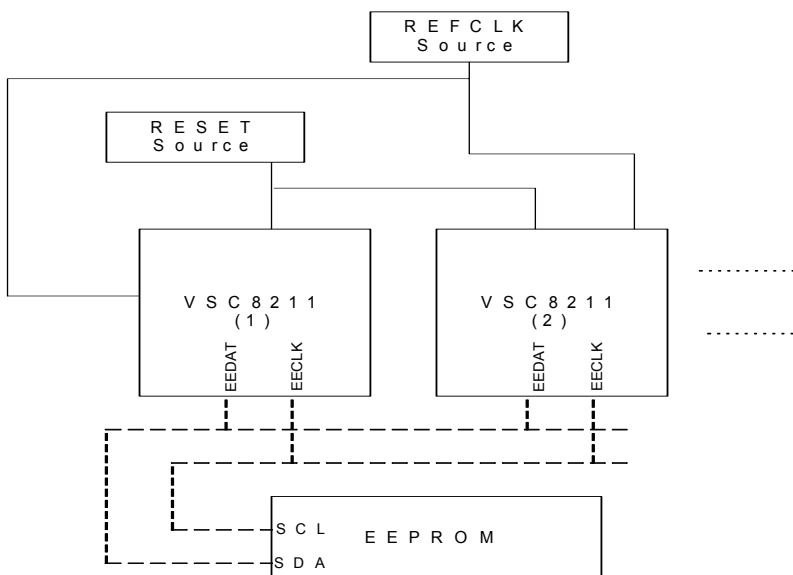 REFCLK
Source
RESET
Source
VSC8211
(1)
VSC8211
(2)
EEDAT
EECLK
EEDAT
EECLK
SCL
EEPROM
SDA